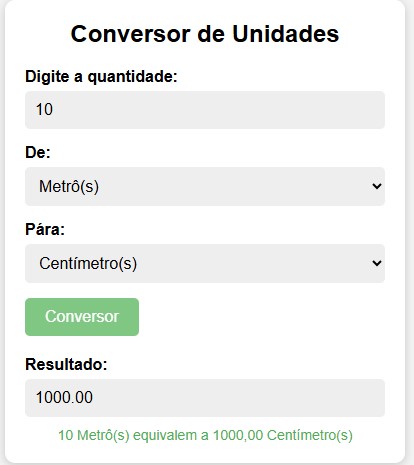 Conversor de Unidades
Digite a quantidade:
10
De:
Metrô(s)
Pára:
Centímetro(s)
Conversor
Resultado:
1000.00
10 Metrô(s) equivalem a 1000,00 Centímetro(s)